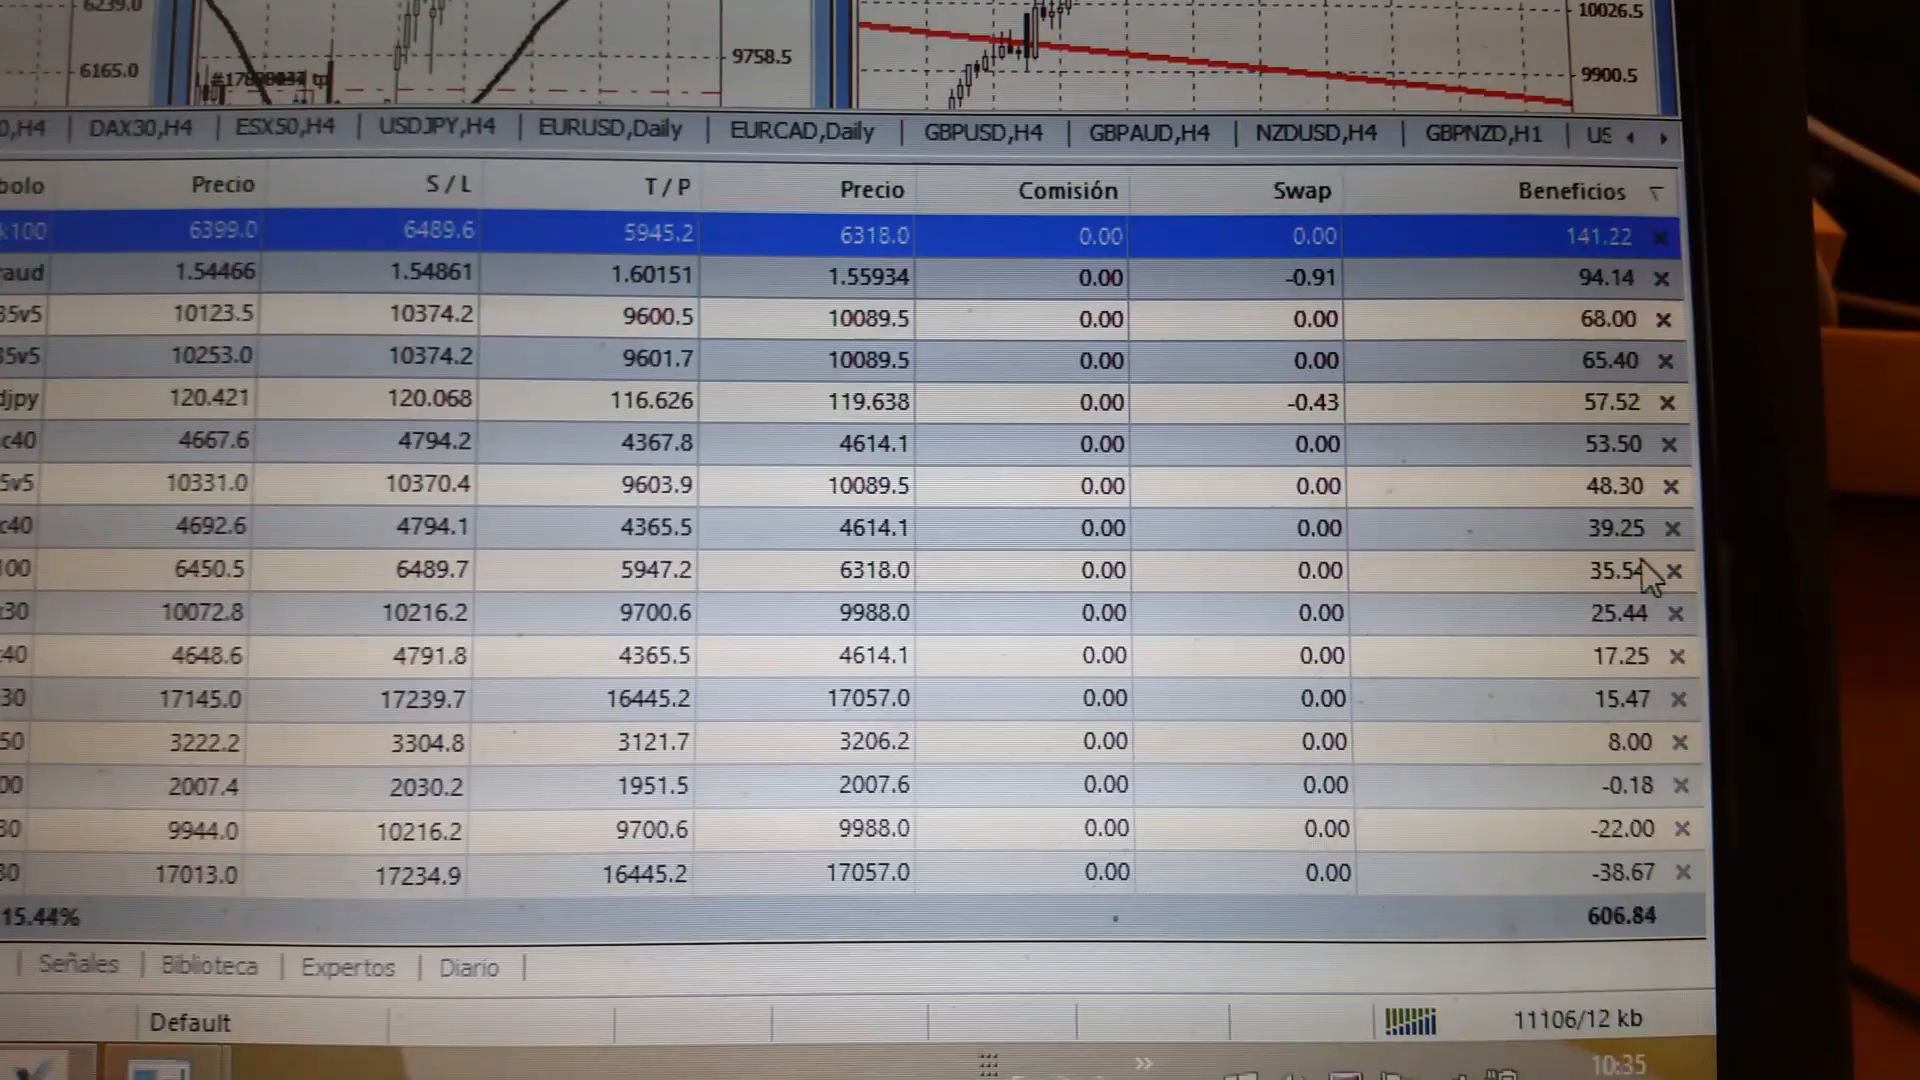 6239.0
6165.0
9758.5
10026.5
9900.5
0,H4 | DAX30,H4 | ESX50,H4 | USDJPY,H4 | EURUSD,Daily | EURCAD,Daily | GBPUSD,H4 | GBPAUD,H4 | NZDUSD,H4 | GBPNZD,H1 | US
bolo Precio S / L T / P Precio Comisión Swap Beneficios
k100 6399.0 6489.6 5945.2 6318.0 0.00 0.00 141.22
raud 1.54466 1.54861 1.60151 1.55934 0.00 -0.91 94.14
35v5 10123.5 10374.2 9600.5 10089.5 0.00 0.00 68.00
35v5 10253.0 10374.2 9601.7 10089.5 0.00 0.00 65.40
djpy 120.421 120.068 116.626 119.638 0.00 -0.43 57.52
c40 4667.6 4794.2 4367.8 4614.1 0.00 0.00 53.50
5v5 10331.0 10370.4 9603.9 10089.5 0.00 0.00 48.30
c40 4692.6 4794.1 4365.5 4614.1 0.00 0.00 39.25
100 6450.5 6489.7 5947.2 6318.0 0.00 0.00 35.54
30 10072.8 10216.2 9700.6 9988.0 0.00 0.00 25.44
40 4648.6 4791.8 4365.5 4614.1 0.00 0.00 17.25
30 17145.0 17239.7 16445.2 17057.0 0.00 0.00 15.47
50 3222.2 3304.8 3121.7 3206.2 0.00 0.00 8.00
00 2007.4 2030.2 1951.5 2007.6 0.00 0.00 -0.18
30 9944.0 10216.2 9700.6 9988.0 0.00 0.00 -22.00
30 17013.0 17234.9 16445.2 17057.0 0.00 0.00 -38.67
15.44% 606.84
Señales | Biblioteca | Expertos | Diario
Default 11106/12 kb
10:35